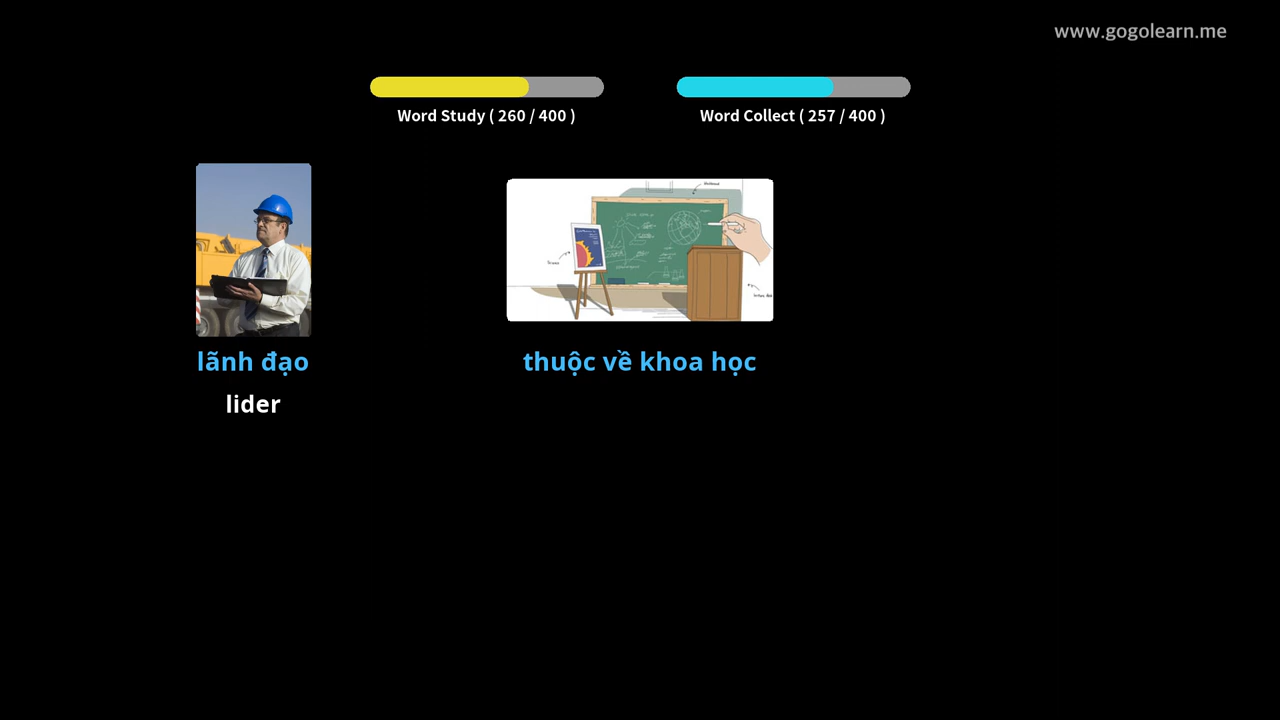 www.gogolearn.me
Word Study ( 260 / 400 )
Word Collect ( 257 / 400 )
lãnh đạo
lider
thuộc về khoa học